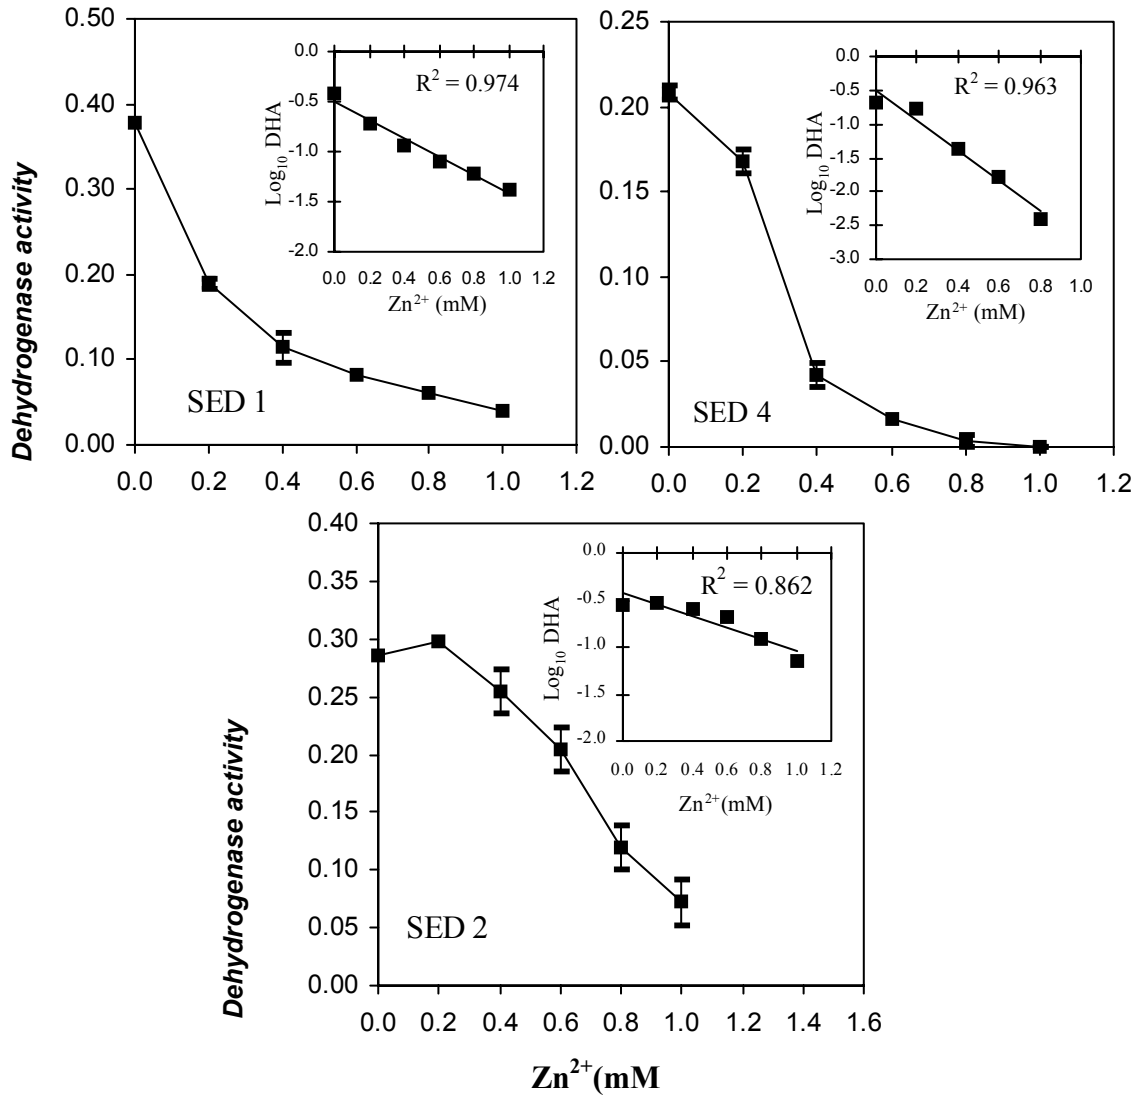 Dehydrogenase activity
0.50
0.40
0.30
0.20
0.10
0.00
0.0 0.2 0.4 0.6 0.8 1.0 1.2
SED 1
Log₁₀ DHA
0.0
-0.5
-1.0
-1.5
-2.0
R² = 0.974
0.0 0.2 0.4 0.6 0.8 1.0 1.2
Zn²⁺ (mM)
0.25
0.20
0.15
0.10
0.05
0.00
0.0 0.2 0.4 0.6 0.8 1.0 1.2
SED 4
Log₁₀ DHA
0.0
-0.5
-1.0
-1.5
-2.0
-2.5
-3.0
R² = 0.963
0.0 0.2 0.4 0.6 0.8 1.0
Zn²⁺ (mM)
Dehydrogenase activity
0.40
0.35
0.30
0.25
0.20
0.15
0.10
0.05
0.00
0.0 0.2 0.4 0.6 0.8 1.0 1.2 1.4 1.6
SED 2
Log₁₀ DHA
0.0
-0.5
-1.0
-1.5
-2.0
R² = 0.862
0.0 0.2 0.4 0.6 0.8 1.0 1.2
Zn²⁺(mM)
Zn²⁺(mM